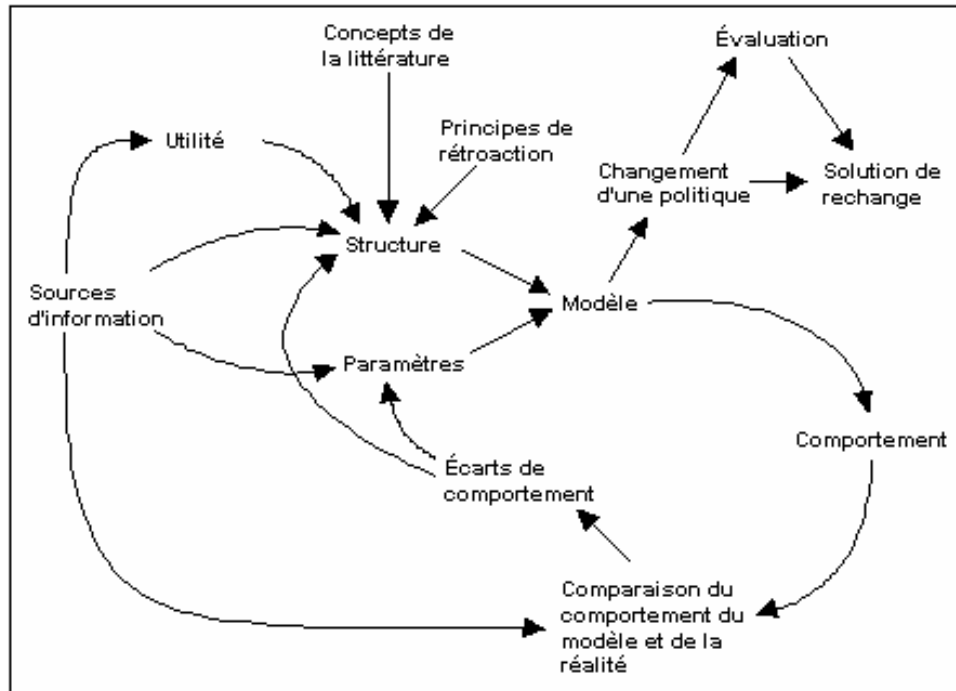 Concepts de
la littérature
Évaluation
Utilité
Principes de
rétroaction
Changement
d'une politique
Solution de
rechange
Structure
Sources
d'information
Modèle
Paramètres
Comportement
Écarts de
comportement
Comparaison du
comportement du
modèle et de la
réalité